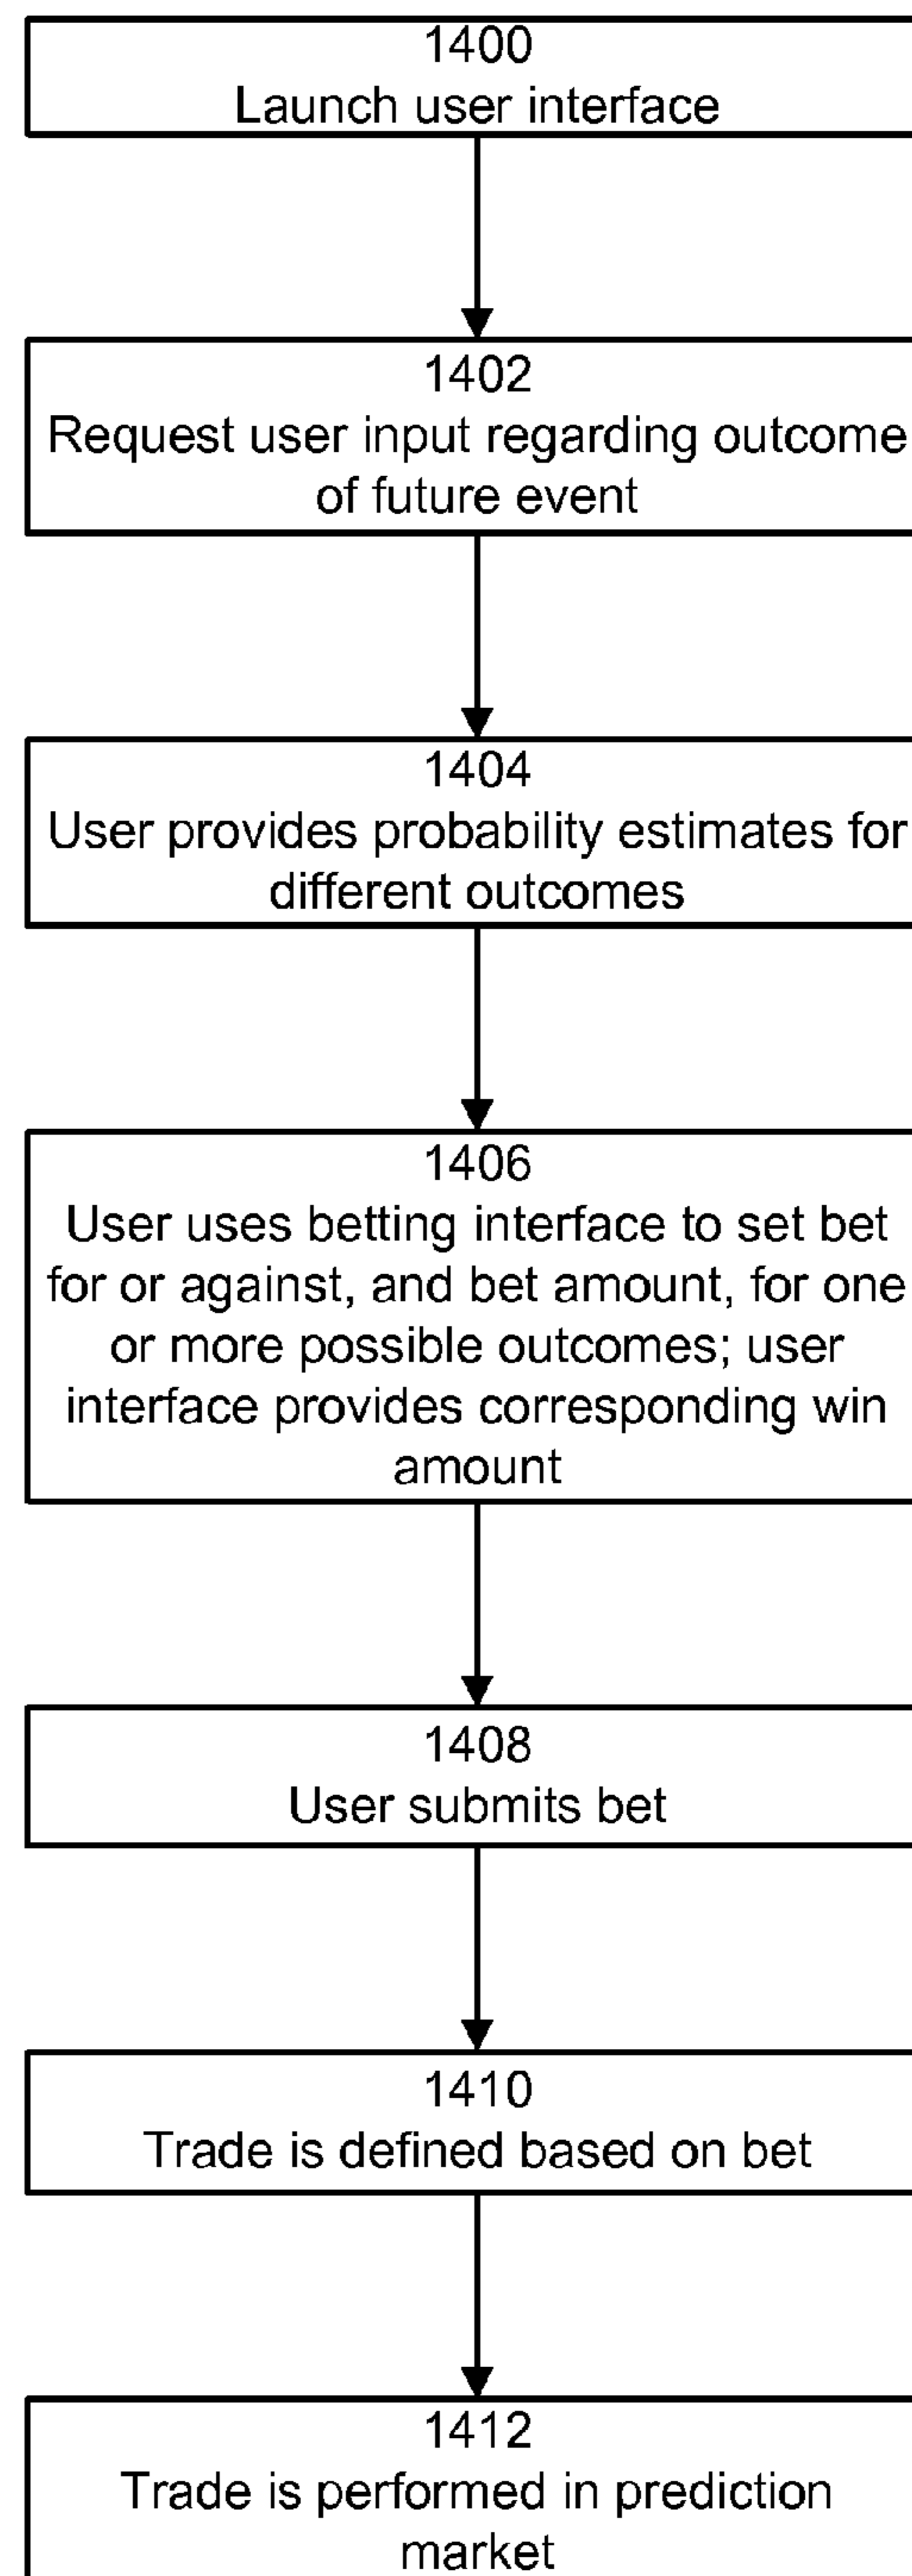 1400
Launch user interface
1402
Request user input regarding outcome
of future event
1404
User provides probability estimates for
different outcomes
1406
User uses betting interface to set bet
for or against, and bet amount, for one
or more possible outcomes; user
interface provides corresponding win
amount
1408
User submits bet
1410
Trade is defined based on bet
1412
Trade is performed in prediction
market